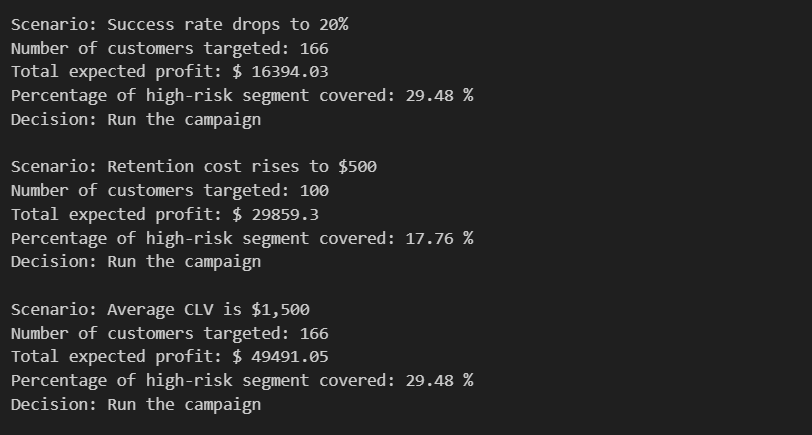 Scenario: Success rate drops to 20%
Number of customers targeted: 166
Total expected profit: $ 16394.03
Percentage of high-risk segment covered: 29.48 %
Decision: Run the campaign
Scenario: Retention cost rises to $500
Number of customers targeted: 100
Total expected profit: $ 29859.3
Percentage of high-risk segment covered: 17.76 %
Decision: Run the campaign
Scenario: Average CLV is $1,500
Number of customers targeted: 166
Total expected profit: $ 49491.05
Percentage of high-risk segment covered: 29.48 %
Decision: Run the campaign